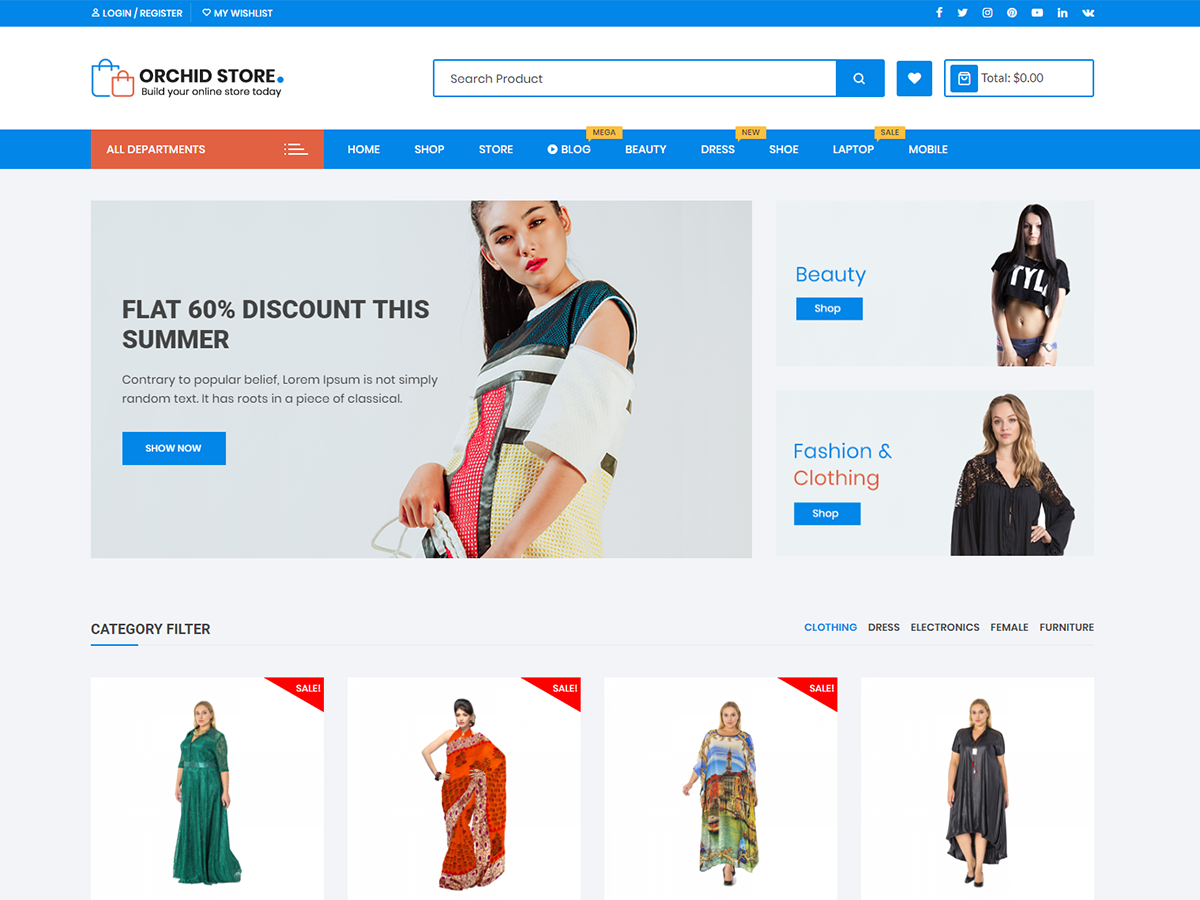 LOGIN / REGISTER
MY WISHLIST
ORCHID STORE.
Build your online store today
Search Product
Total: $0.00
ALL DEPARTMENTS
HOME
SHOP
STORE
BLOG
MEGA
BEAUTY
DRESS
NEW
SHOE
LAPTOP
SALE
MOBILE
FLAT 60% DISCOUNT THIS
SUMMER
Contrary to popular belief, Lorem Ipsum is not simply
random text. It has roots in a piece of classical.
SHOW NOW
Beauty
Shop
TYL
Fashion &
Clothing
Shop
CATEGORY FILTER
CLOTHING
DRESS
ELECTRONICS
FEMALE
FURNITURE
SALE!
SALE!
SALE!